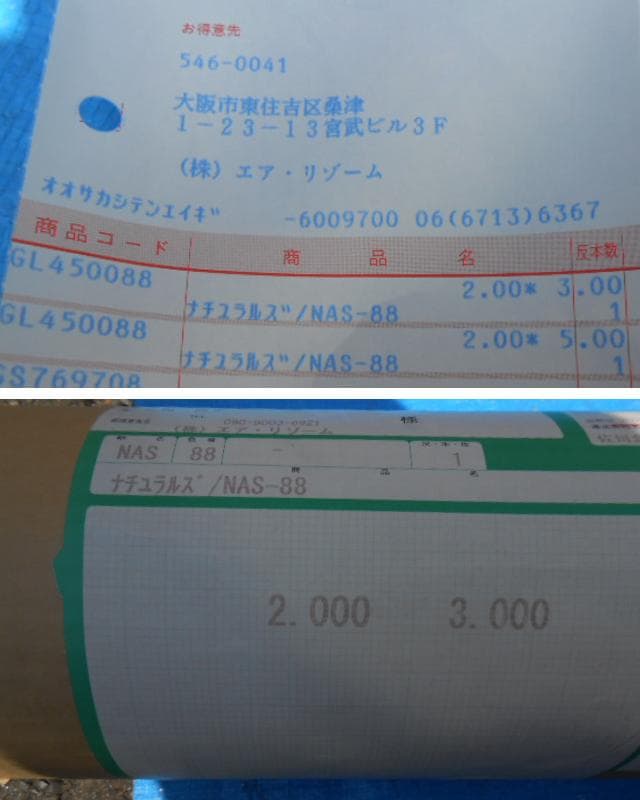 お得意先
546-0041
大阪市東住吉区桑津
1-23-13宮武ビル3F
(株) エア・リゾーム
オオサカシテンエイギ゛ -6009700 06(6713)6367
商品コード 商品名 反本数
GL450088 2.00* 3.00
ナチュラルズ゛/NAS-88 1
GL450088 2.00* 5.00
ナチュラルズ゛/NAS-88 1
GS769708
様
(株) エア・リゾーム
NAS 88 - 1
商品名
ナチュラルズ゛/NAS-88
2.000 3.000